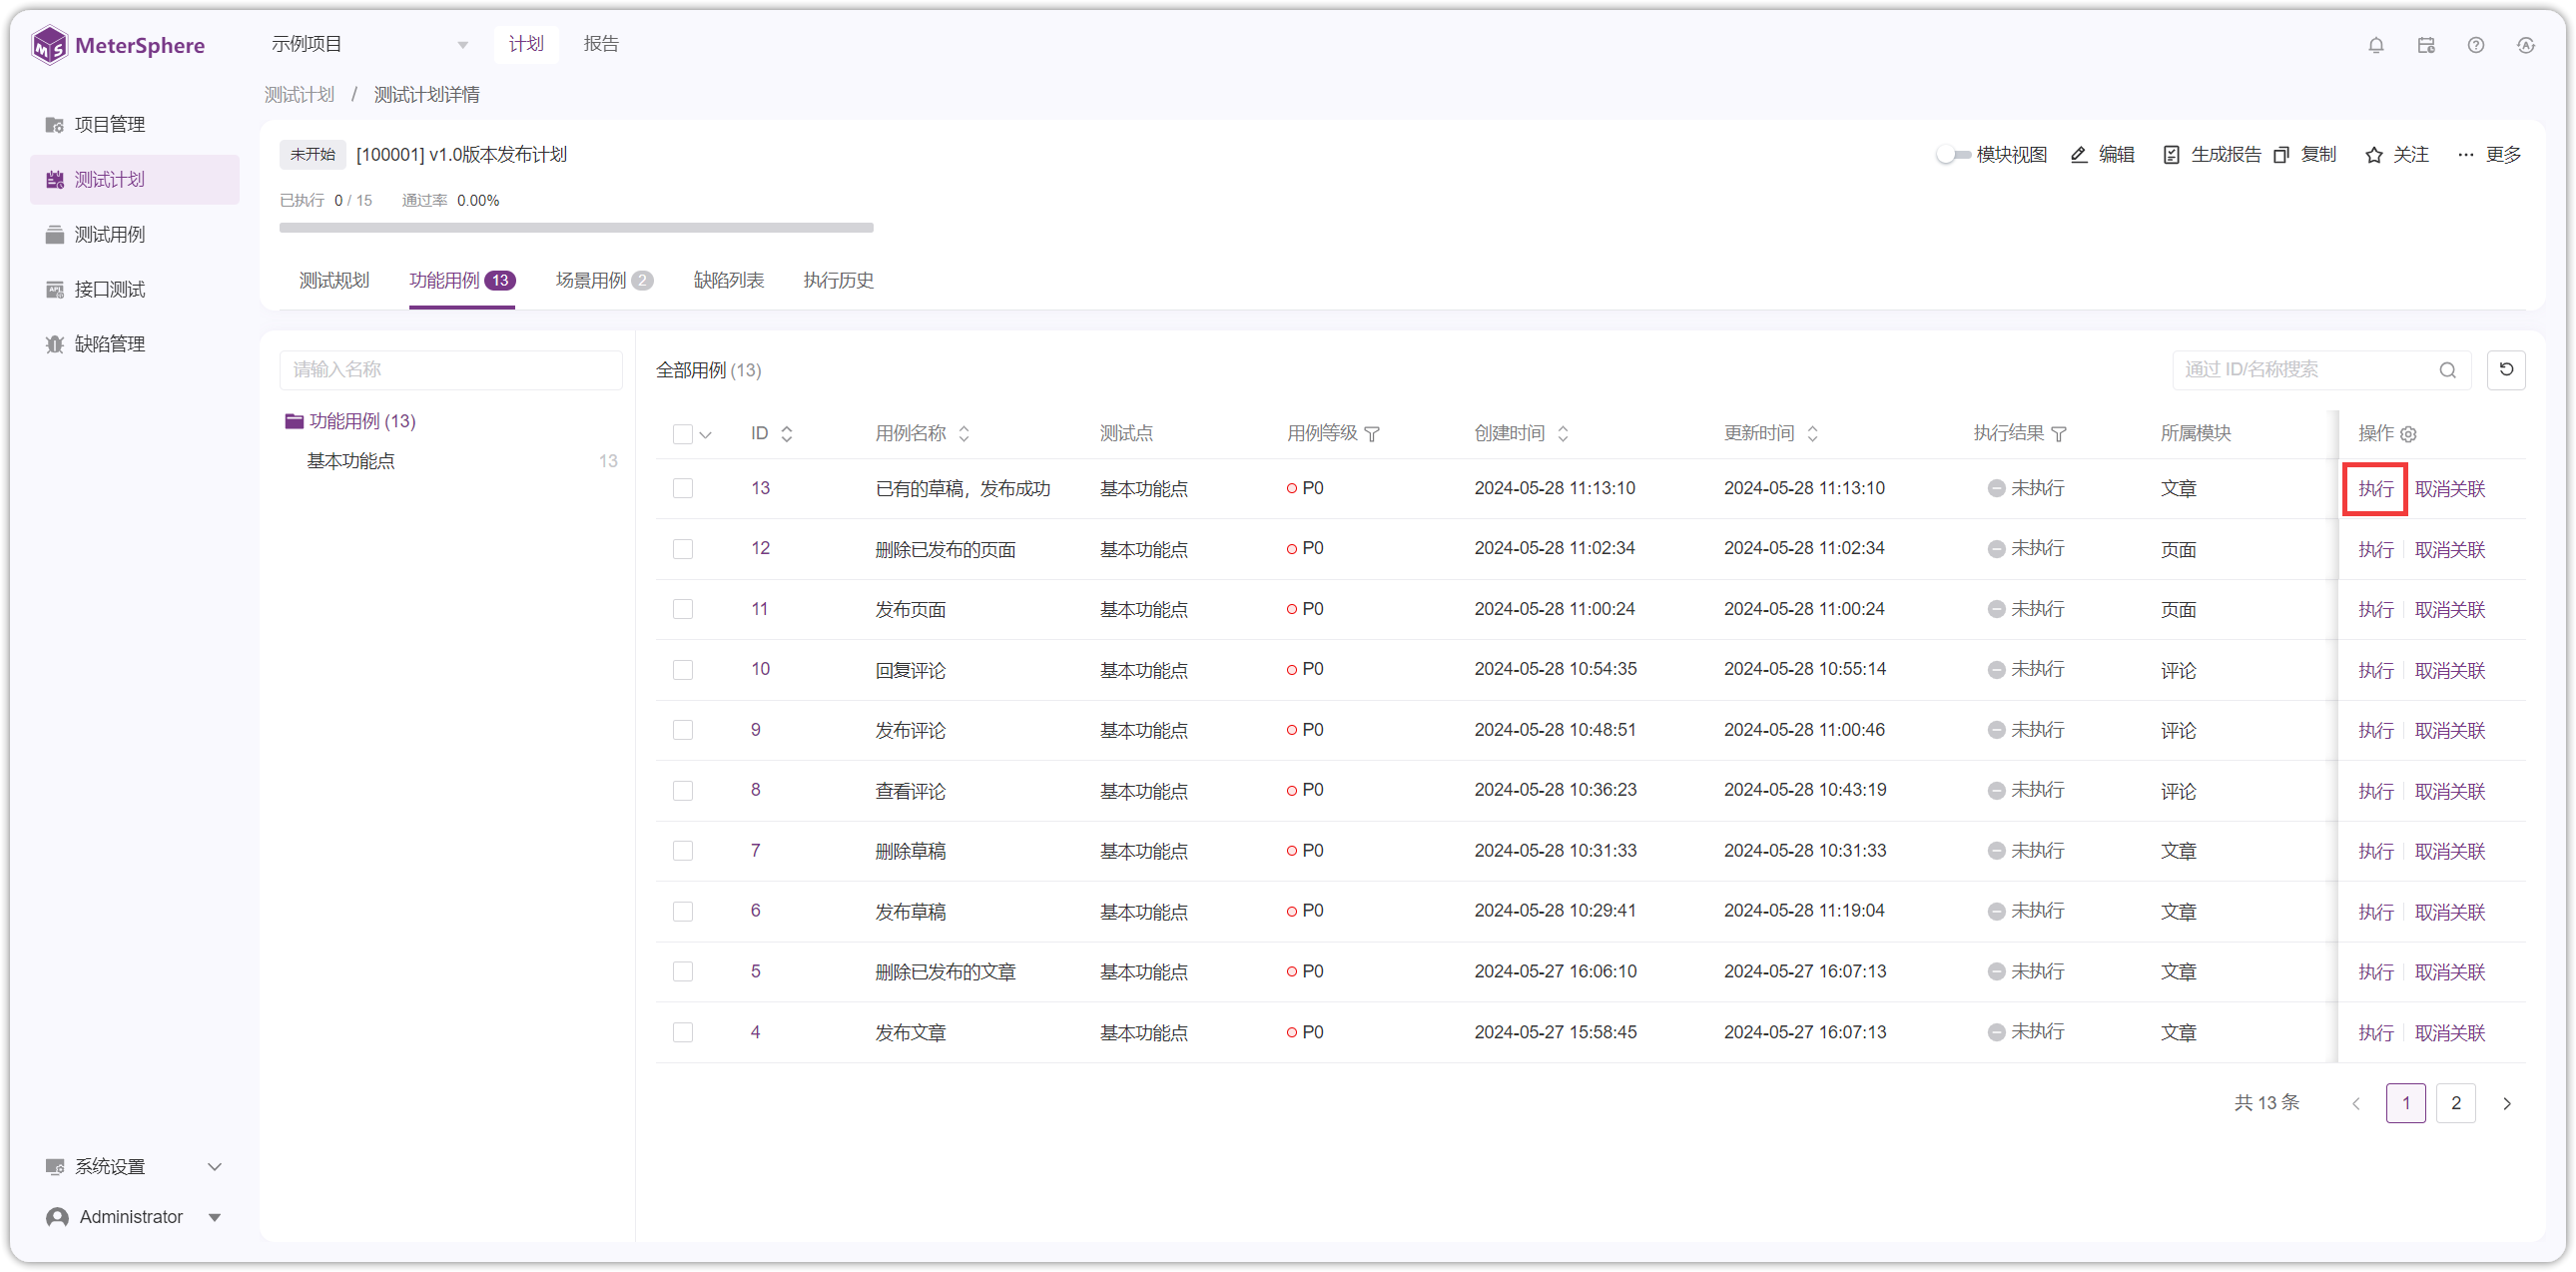 MeterSphere
示例项目 计划 报告
项目管理
测试计划
测试用例
接口测试
缺陷管理
系统设置
Administrator
测试计划 / 测试计划详情
未开始 [100001] v1.0版本发布计划
模块视图 编辑 生成报告 复制 关注 更多
已执行 0 / 15 通过率 0.00%
测试规划 功能用例 13 场景用例 2 缺陷列表 执行历史
请输入名称
功能用例 (13)
基本功能点 13
全部用例 (13)
通过 ID/名称搜索
ID 用例名称 测试点 用例等级 创建时间 更新时间 执行结果 所属模块 操作
13 已有的草稿，发布成功 基本功能点 P0 2024-05-28 11:13:10 2024-05-28 11:13:10 未执行 文章 执行 取消关联
12 删除已发布的页面 基本功能点 P0 2024-05-28 11:02:34 2024-05-28 11:02:34 未执行 页面 执行 取消关联
11 发布页面 基本功能点 P0 2024-05-28 11:00:24 2024-05-28 11:00:24 未执行 页面 执行 取消关联
10 回复评论 基本功能点 P0 2024-05-28 10:54:35 2024-05-28 10:55:14 未执行 评论 执行 取消关联
9 发布评论 基本功能点 P0 2024-05-28 10:48:51 2024-05-28 11:00:46 未执行 评论 执行 取消关联
8 查看评论 基本功能点 P0 2024-05-28 10:36:23 2024-05-28 10:43:19 未执行 评论 执行 取消关联
7 删除草稿 基本功能点 P0 2024-05-28 10:31:33 2024-05-28 10:31:33 未执行 文章 执行 取消关联
6 发布草稿 基本功能点 P0 2024-05-28 10:29:41 2024-05-28 11:19:04 未执行 文章 执行 取消关联
5 删除已发布的文章 基本功能点 P0 2024-05-27 16:06:10 2024-05-27 16:07:13 未执行 文章 执行 取消关联
4 发布文章 基本功能点 P0 2024-05-27 15:58:45 2024-05-27 16:07:13 未执行 文章 执行 取消关联
共 13 条 1 2